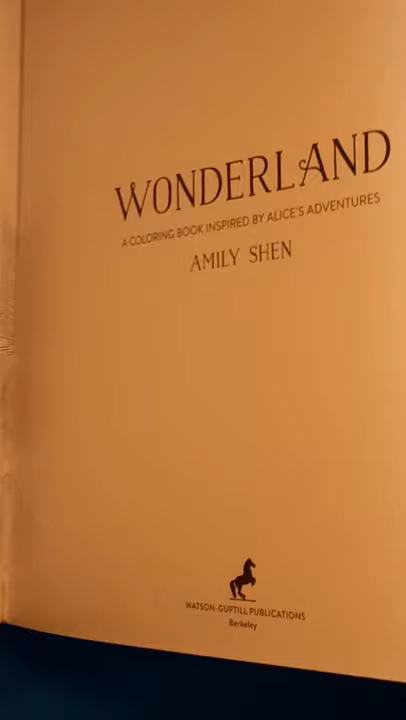 WONDERLAND
A COLORING BOOK INSPIRED BY ALICE'S ADVENTURES
AMILY SHEN
WATSON-GUPTILL PUBLICATIONS
Berkeley